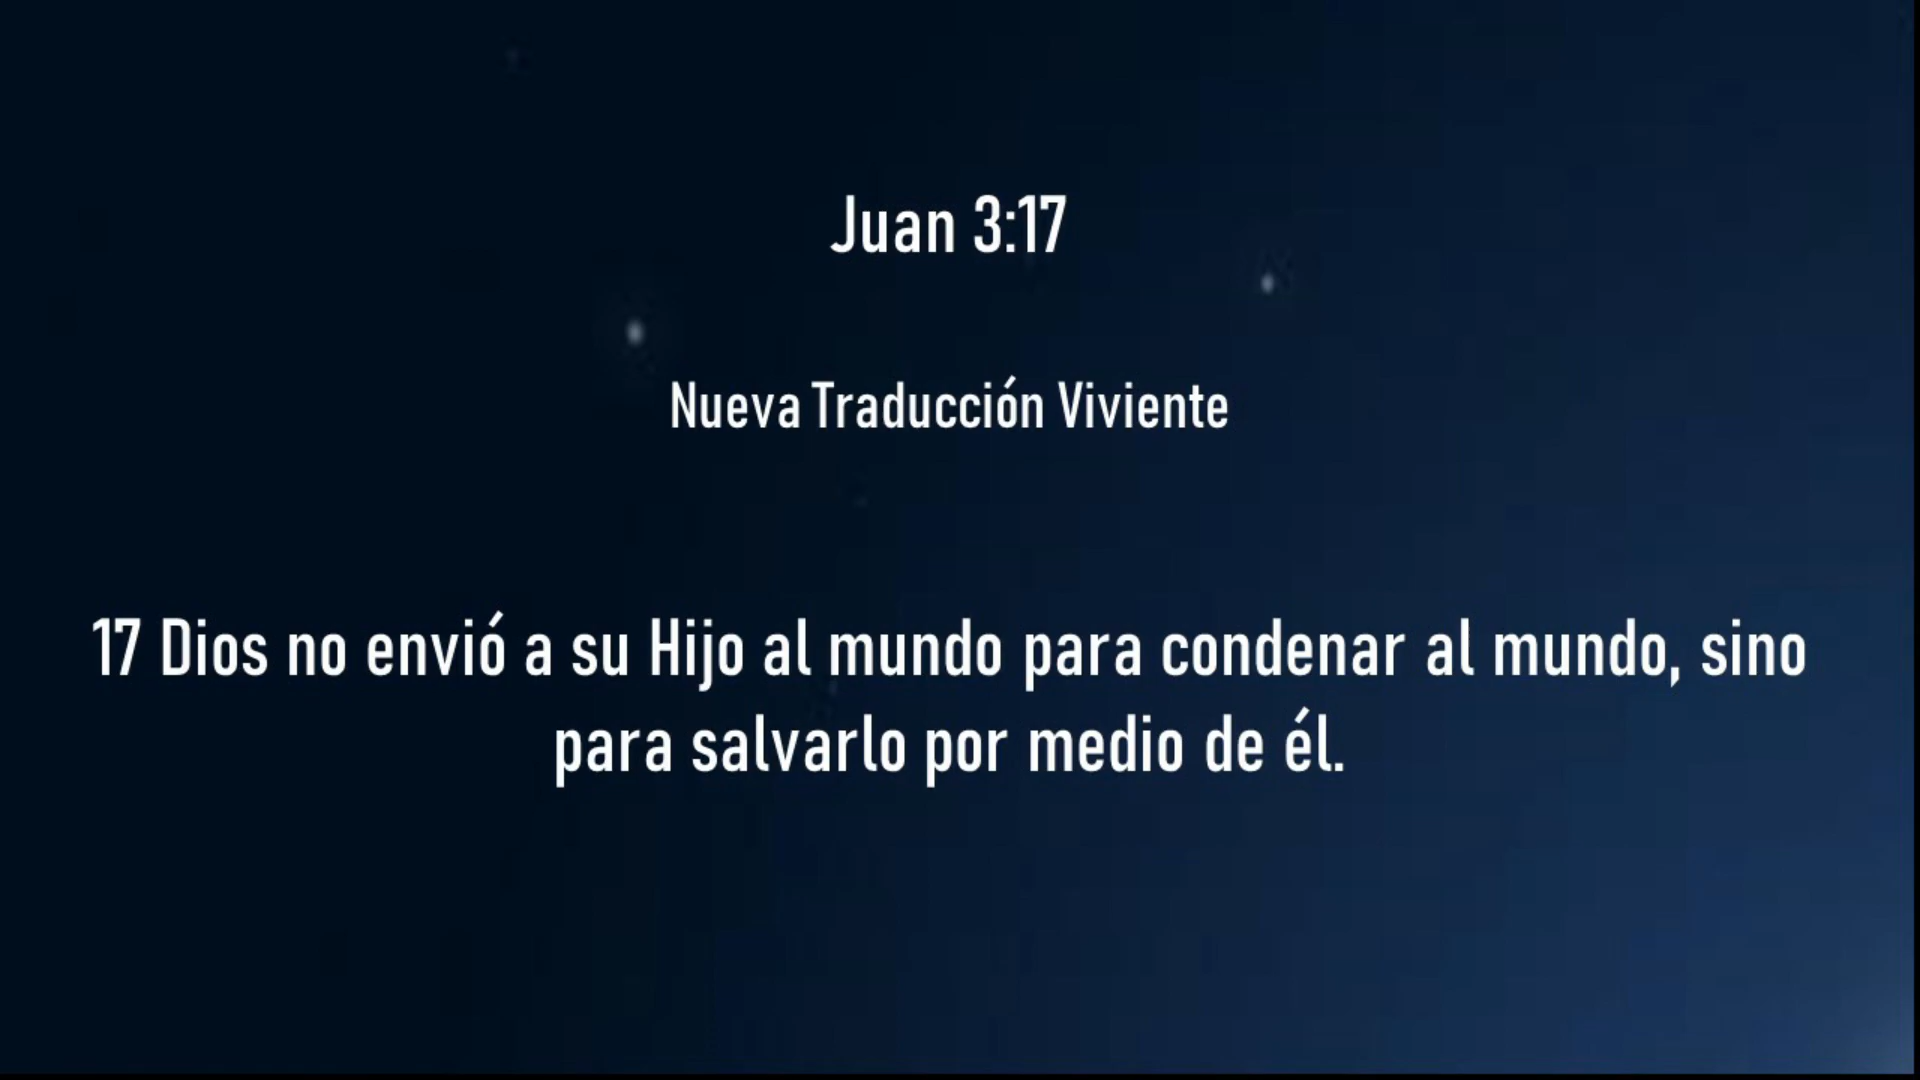 Juan 3:17
Nueva Traducción Viviente
17 Dios no envió a su Hijo al mundo para condenar al mundo, sino
para salvarlo por medio de él.